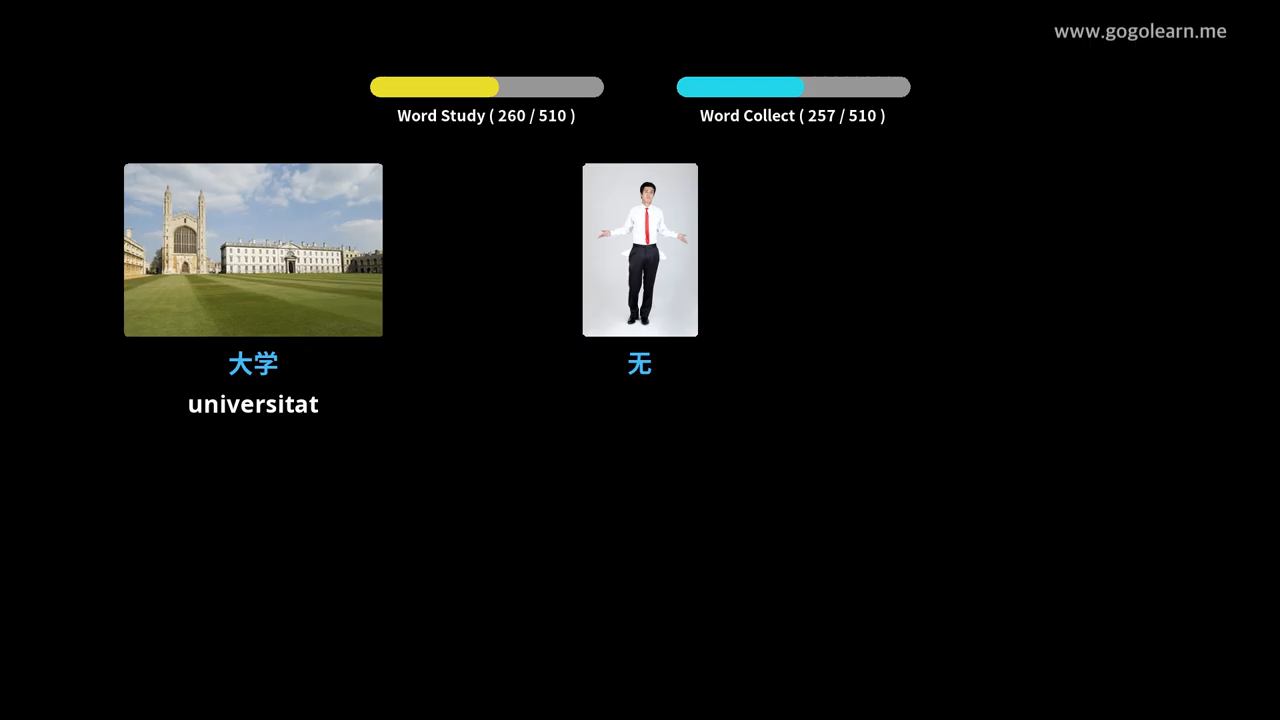 www.gogolearn.me
Word Study ( 260 / 510 )
Word Collect ( 257 / 510 )
大学
无
universitat